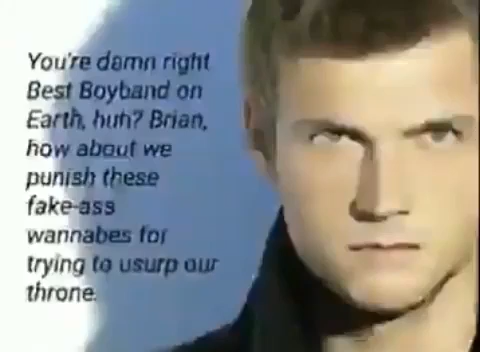 You're damn right
Best Boyband on
Earth, huh? Brian,
how about we
punish these
fake-ass
wannabes for
trying to usurp our
throne.